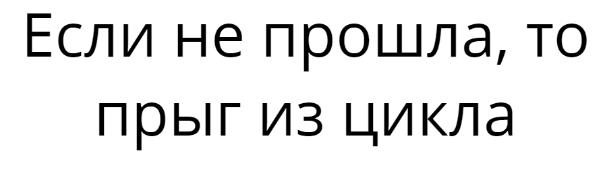 Если не прошла, то
прыг из цикла